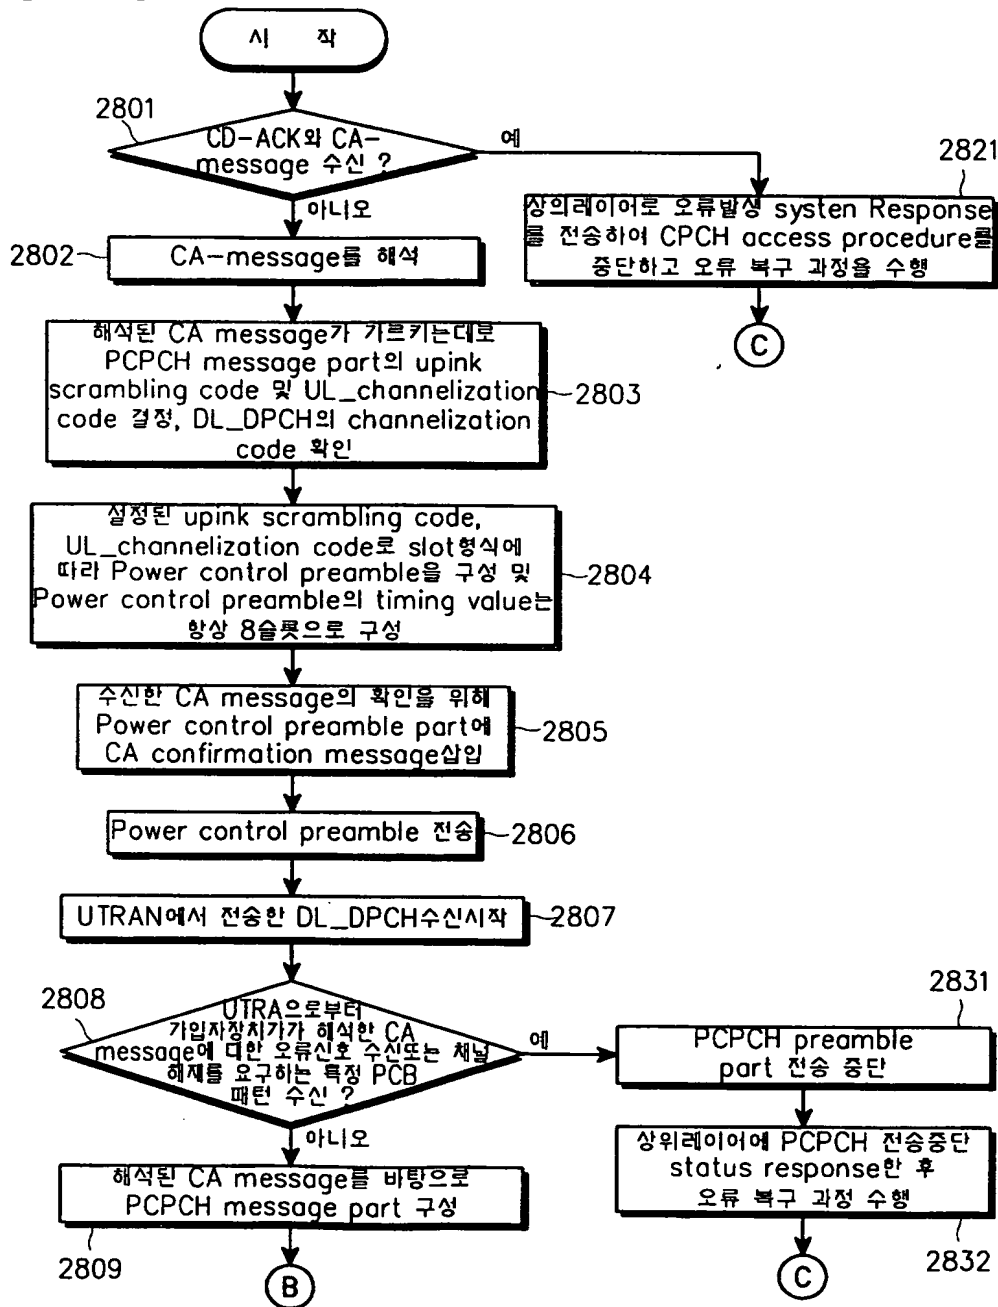 시 작
2801
CD-ACK와 CA-
message 수신 ?
예
2821
상의레이어로 오류발생 systen Response
를 전송하여 CPCH access procedure를
중단하고 오류 복구 과정을 수행
C
아니오
2802
CA-message를 해석
해석된 CA message가 가르키는대로
PCPCH message part의 upink
scrambling code 및 UL_channelization
code 결정, DL_DPCH의 channelization
code 확인
2803
설정된 upink scrambling code,
UL_channelization code로 slot형식에
따라 Power control preamble을 구성 및
Power control preamble의 timing value는
항상 8슬롯으로 구성
2804
수신한 CA message의 확인을 위해
Power control preamble part에
CA confirmation message삽입
2805
Power control preamble 전송
2806
UTRAN에서 전송한 DL_DPCH수신시작
2807
2808
UTRA으로부터
가입자장치가가 해석한 CA
message에 대한 오류신호 수신또는 채널
해재를 요구하는 특정 PCB
패턴 수신 ?
예
2831
PCPCH preamble
part 전송 중단
상위레이어에 PCPCH 전송중단
status response한 후
오류 복구 과정 수행
2832
C
아니오
해석된 CA message를 바탕으로
PCPCH message part 구성
2809
B